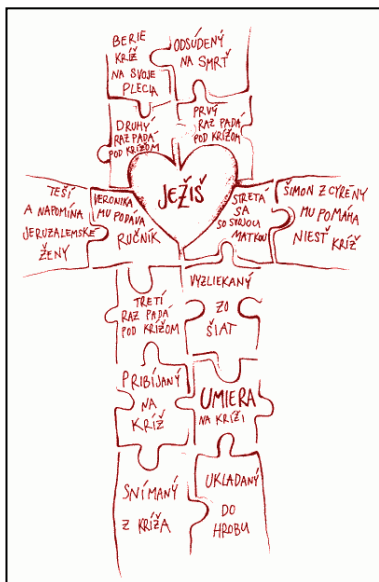 BERIE
KRÍŽ
NA SVOJE
PLECIA
ODSÚDENÝ
NA SMRŤ
DRUHÝ
RAZ PADÁ
POD KRÍŽOM
PRVÝ
RAZ PADÁ
POD KRÍŽOM
JEŽIŠ
TEŠÍ
A NAPOMÍNA
JERUZALEMSKÉ
ŽENY
VERONIKA
MU PODÁVA
RUČNÍK
STRETÁ
SA
SO SVOJOU
MATKOU
ŠIMON Z CYRÉNY
MU POMÁHA
NIESŤ KRÍŽ
TRETÍ
RAZ PADÁ
POD KRÍŽOM
VYZLIEKANÝ
ZO
ŠIAT
PRIBÍJANÝ
NA
KRÍŽ
UMIERA
NA KRÍŽI
SNÍMANÝ
Z KRÍŽA
UKLADANÝ
DO
HROBU